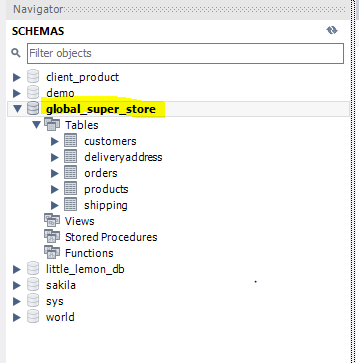 Navigator
SCHEMAS
Filter objects
client_product
demo
global_super_store
Tables
customers
deliveryaddress
orders
products
shipping
Views
Stored Procedures
Functions
little_lemon_db
sakila
sys
world